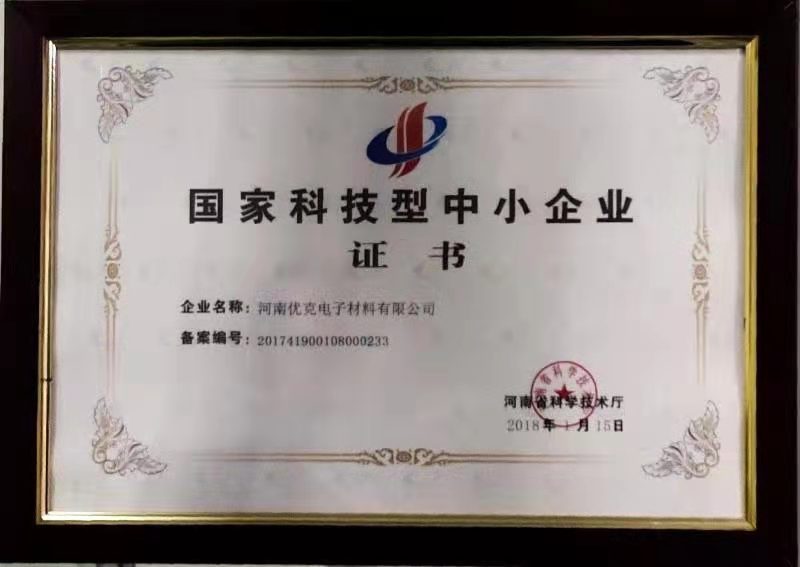 国家科技型中小企业
证书
企业名称：河南优克电子材料有限公司
备案编号：201741900108000233
河南省科学技术厅
2018年1月15日